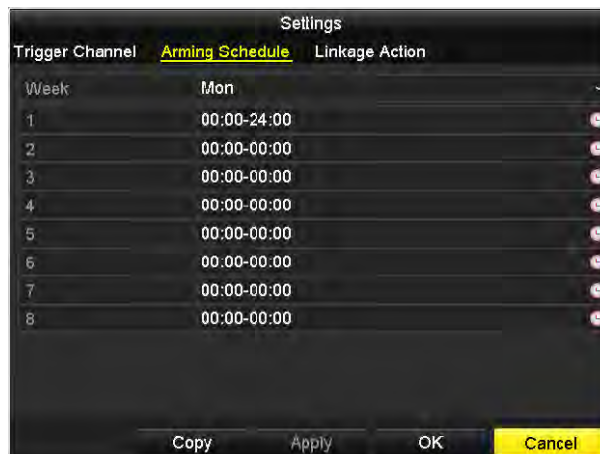 Settings
Trigger Channel Arming Schedule Linkage Action
Week Mon
1 00:00-24:00
2 00:00-00:00
3 00:00-00:00
4 00:00-00:00
5 00:00-00:00
6 00:00-00:00
7 00:00-00:00
8 00:00-00:00
Copy Apply OK Cancel